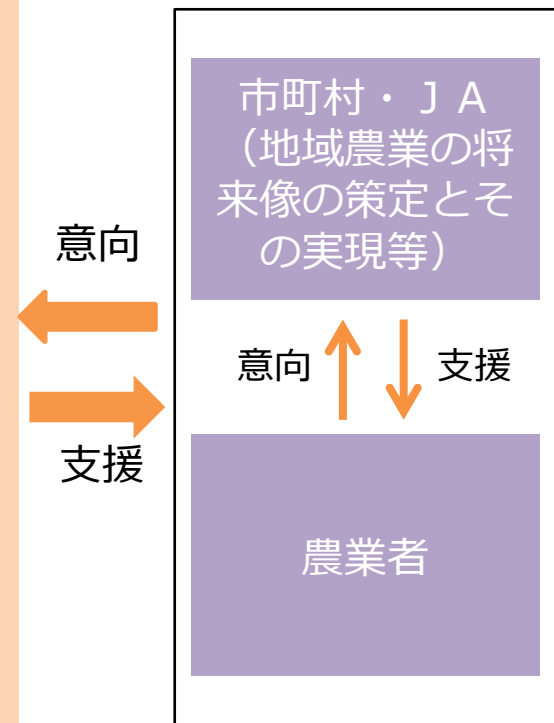 市町村・ＪＡ
（地域農業の将
来像の策定とそ
の実現等）
意向
支援
意向
支援
農業者